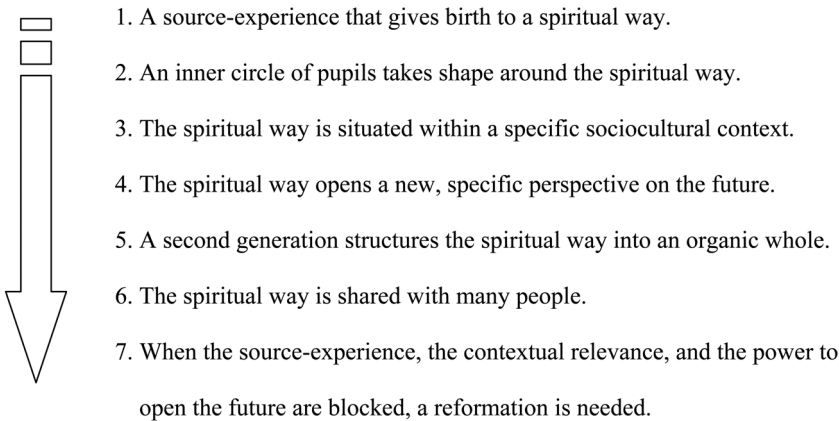 1. A source-experience that gives birth to a spiritual way.
2. An inner circle of pupils takes shape around the spiritual way.
3. The spiritual way is situated within a specific sociocultural context.
4. The spiritual way opens a new, specific perspective on the future.
5. A second generation structures the spiritual way into an organic whole.
6. The spiritual way is shared with many people.
7. When the source-experience, the contextual relevance, and the power to
open the future are blocked, a reformation is needed.